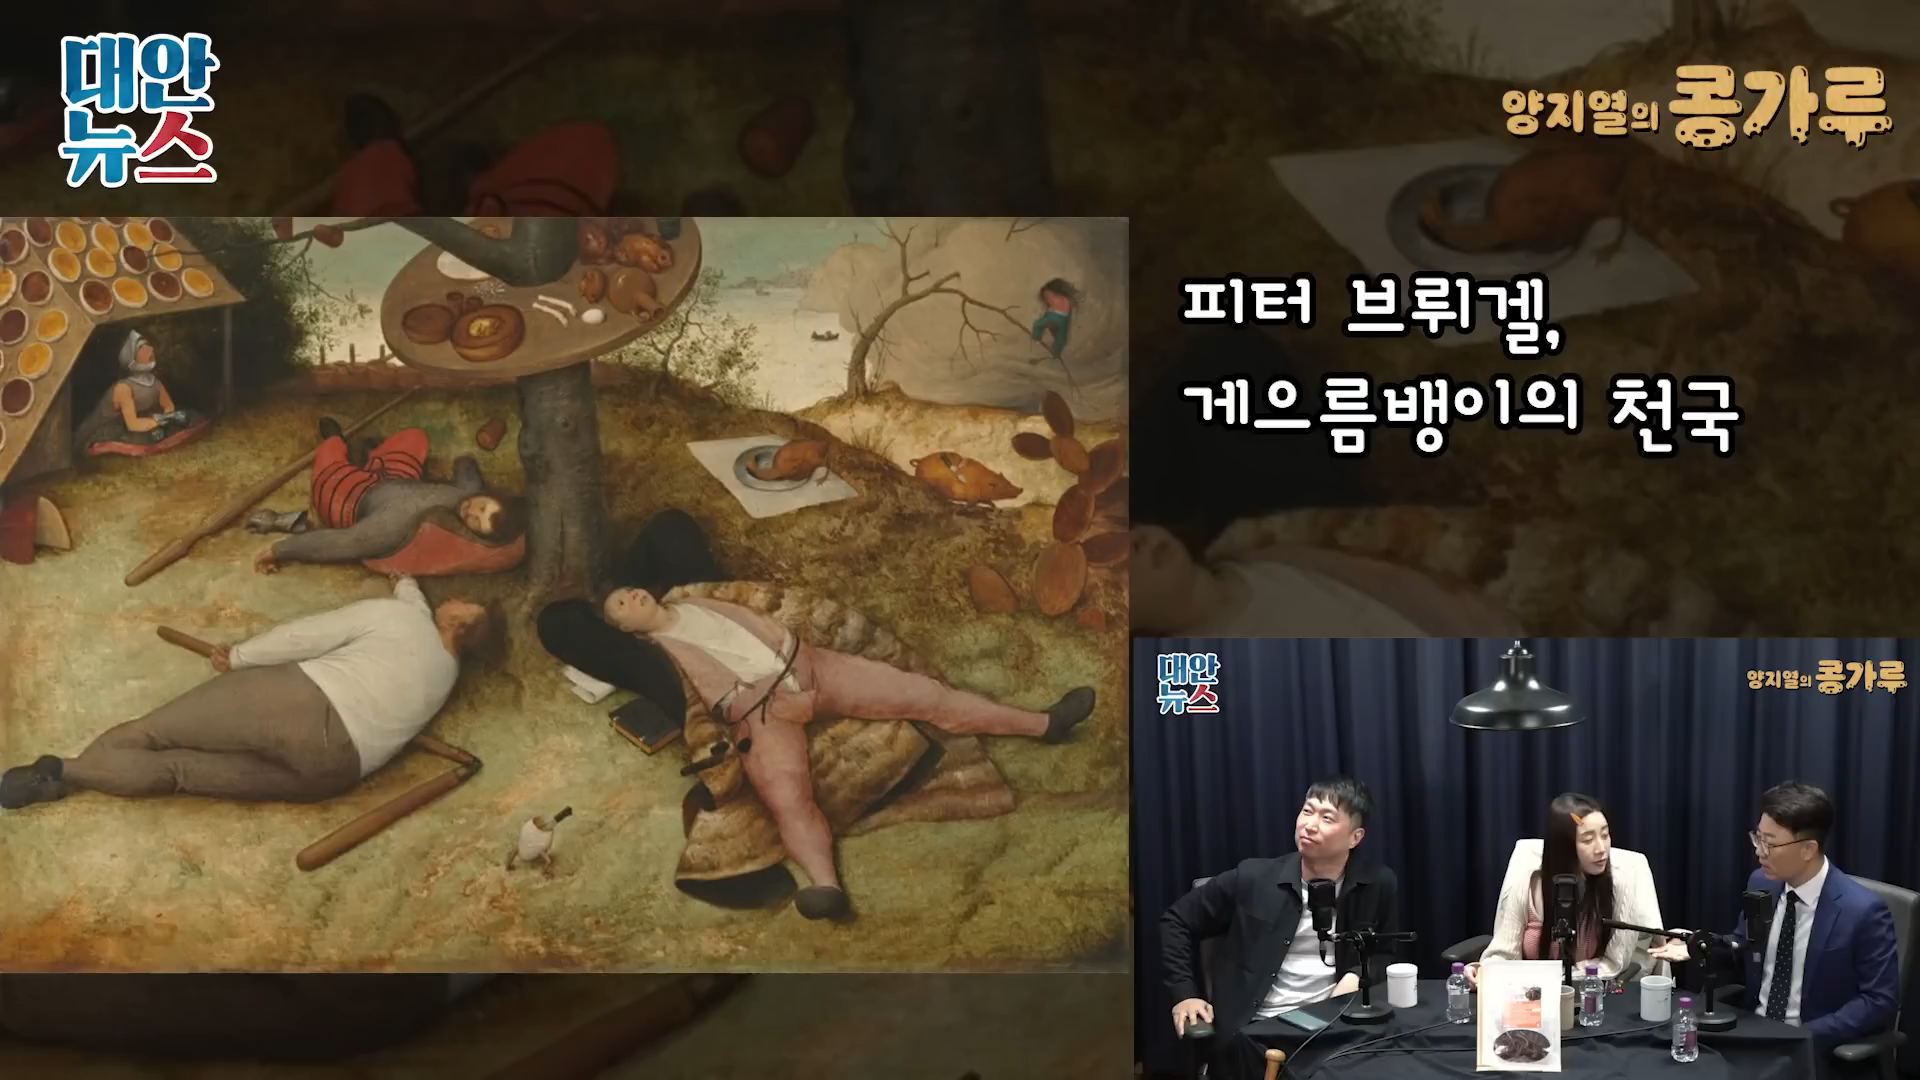 대안
뉴스
양지열의 콩가루
피터 브뤼겔,
게으름뱅이의 천국
대안
뉴스
양지열의 콩가루